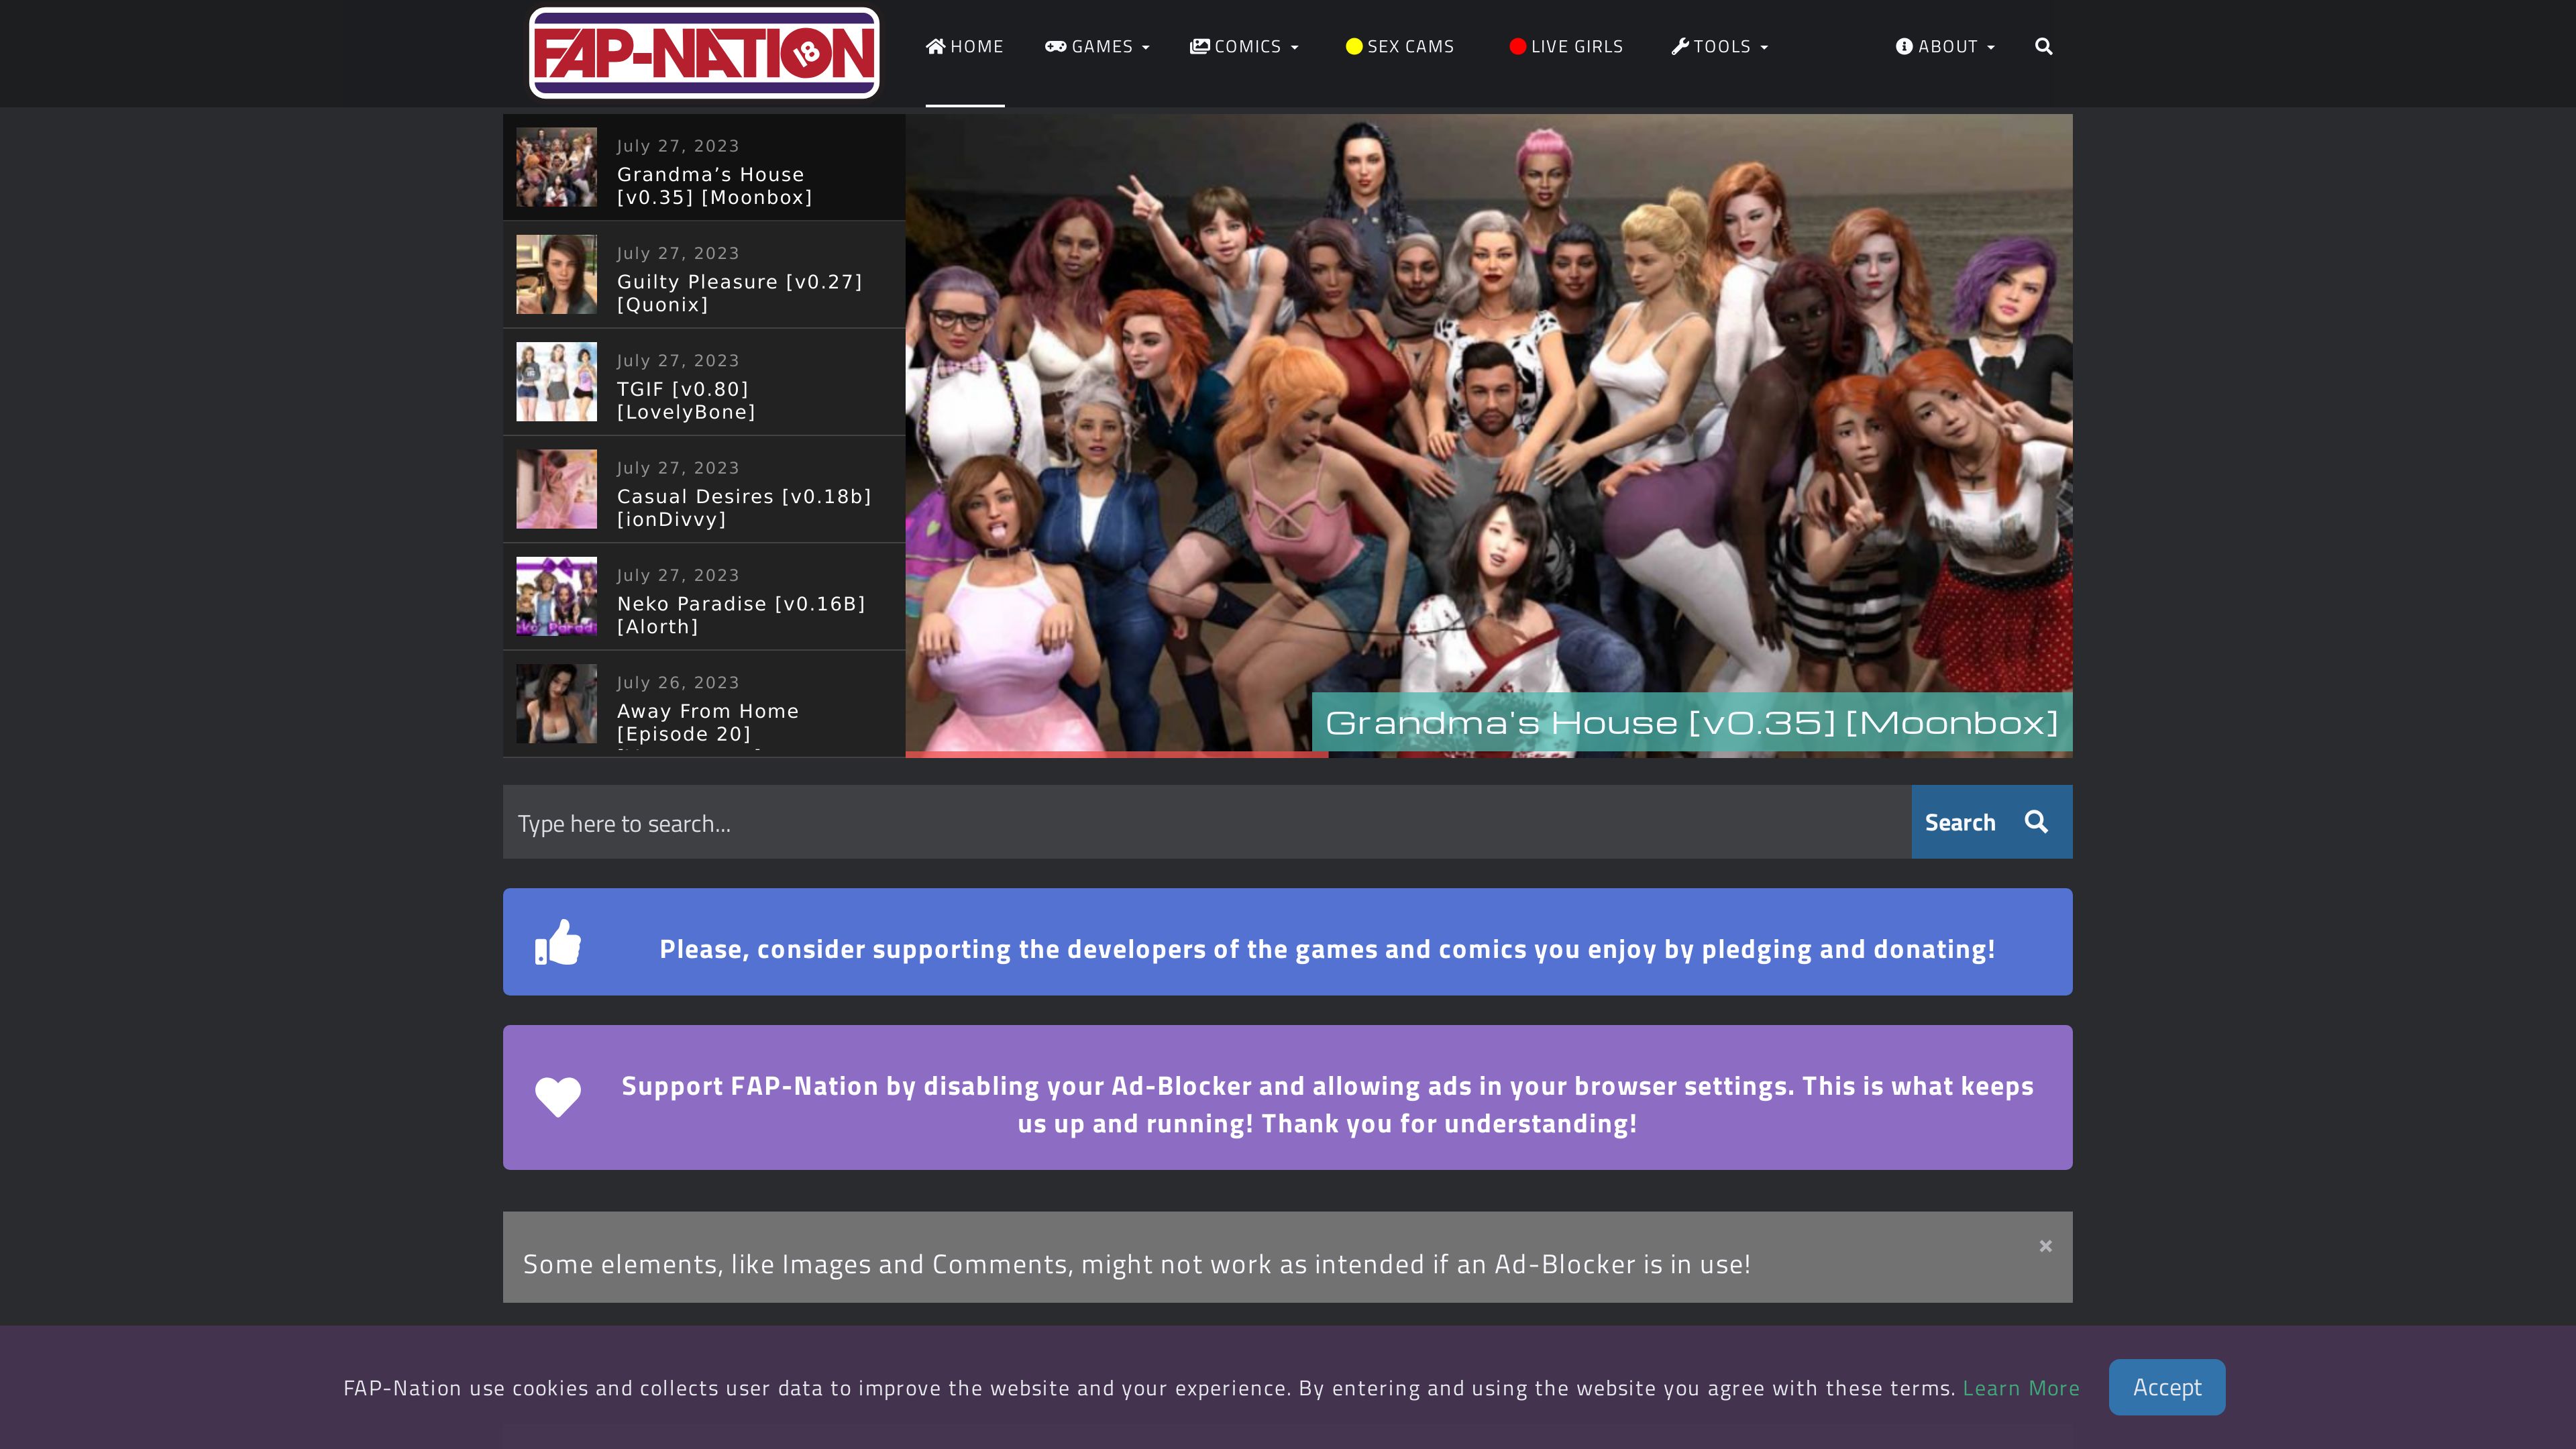 FAP-NATION
18
HOME
GAMES
COMICS
SEX CAMS
LIVE GIRLS
TOOLS
ABOUT
July 27, 2023
Grandma’s House
[v0.35] [Moonbox]
July 27, 2023
Guilty Pleasure [v0.27]
[Quonix]
July 27, 2023
TGIF [v0.80]
[LovelyBone]
July 27, 2023
Casual Desires [v0.18b]
[ionDivvy]
July 27, 2023
Neko Paradise [v0.16B]
[Alorth]
July 26, 2023
Away From Home
[Episode 20]
Grandma's House [v0.35] [Moonbox]
Type here to search...
Search
Please, consider supporting the developers of the games and comics you enjoy by pledging and donating!
Support FAP-Nation by disabling your Ad-Blocker and allowing ads in your browser settings. This is what keeps
us up and running! Thank you for understanding!
Some elements, like Images and Comments, might not work as intended if an Ad-Blocker is in use!
×
FAP-Nation use cookies and collects user data to improve the website and your experience. By entering and using the website you agree with these terms. Learn More
Accept